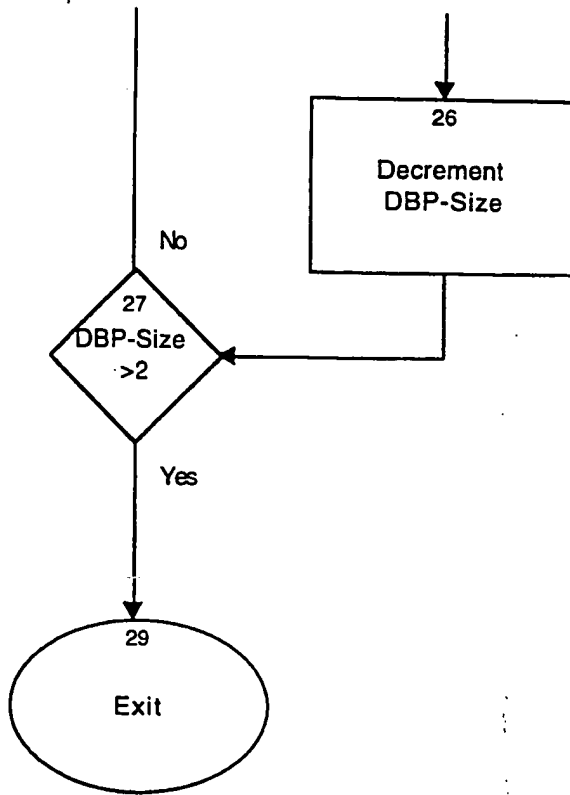 26
Decrement
DBP-Size
No
27
DBP-Size
>2
Yes
29
Exit